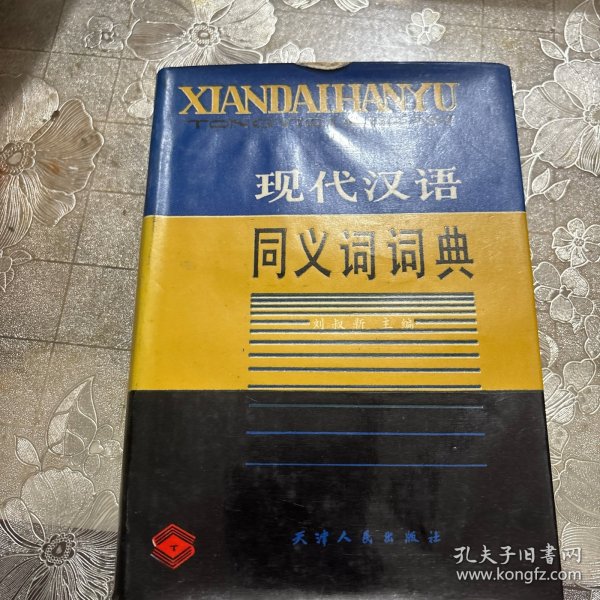 XIANDAIHANYU
现代汉语
同义词词典
刘叔新 主编
天津人民出版社
孔夫子旧书网
www.kongfz.com